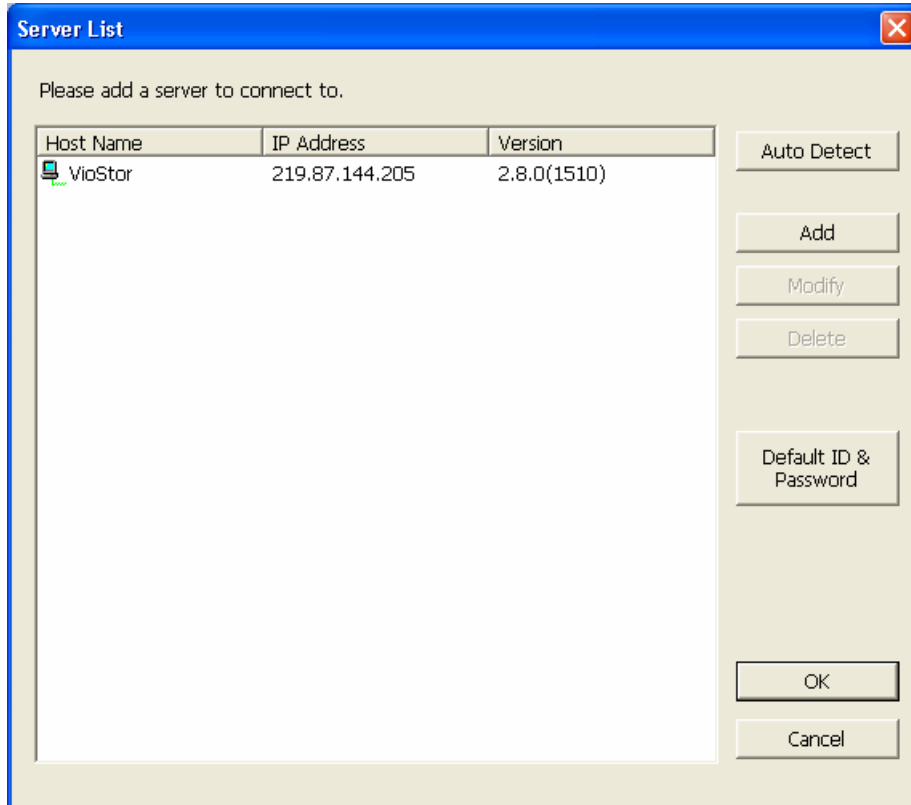 Server List
Please add a server to connect to.
Host Name IP Address Version
VioStor 219.87.144.205 2.8.0(1510)
Auto Detect
Add
Modify
Delete
Default ID &
Password
OK
Cancel